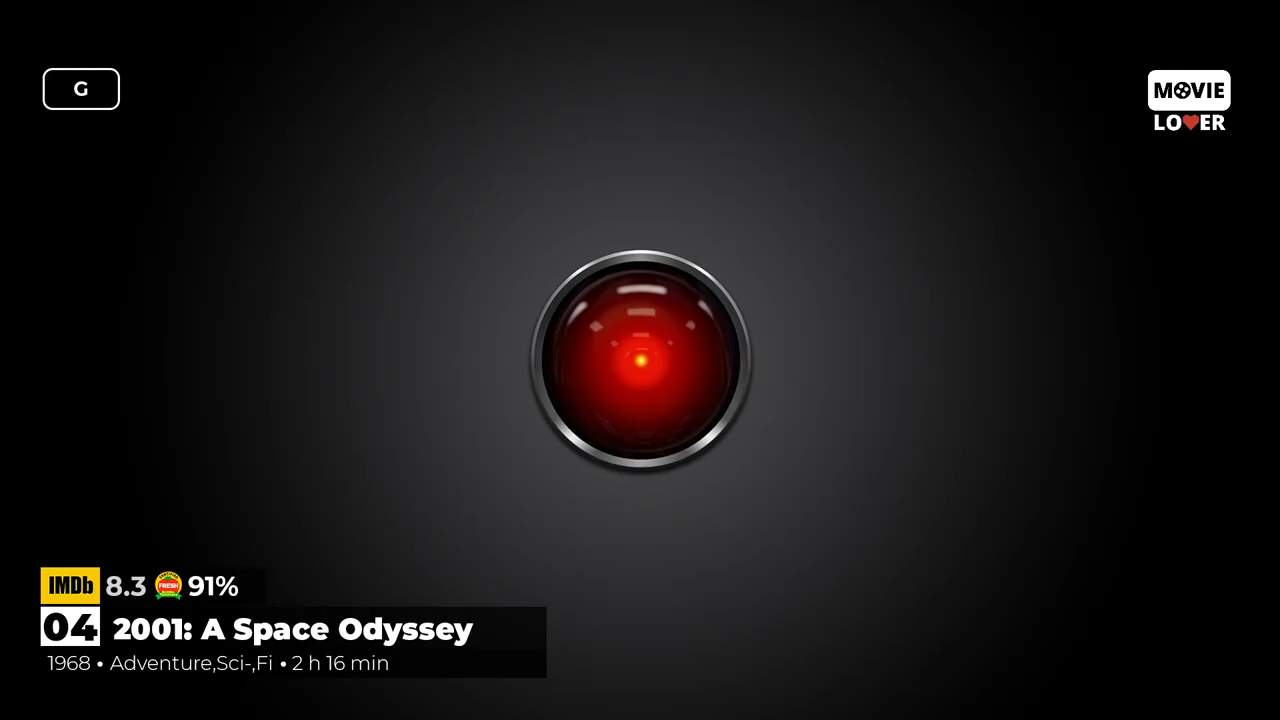 G
MOVIE
LOVER
IMDb 8.3 FRESH 91%
04 2001: A Space Odyssey
1968 • Adventure,Sci-,Fi • 2 h 16 min